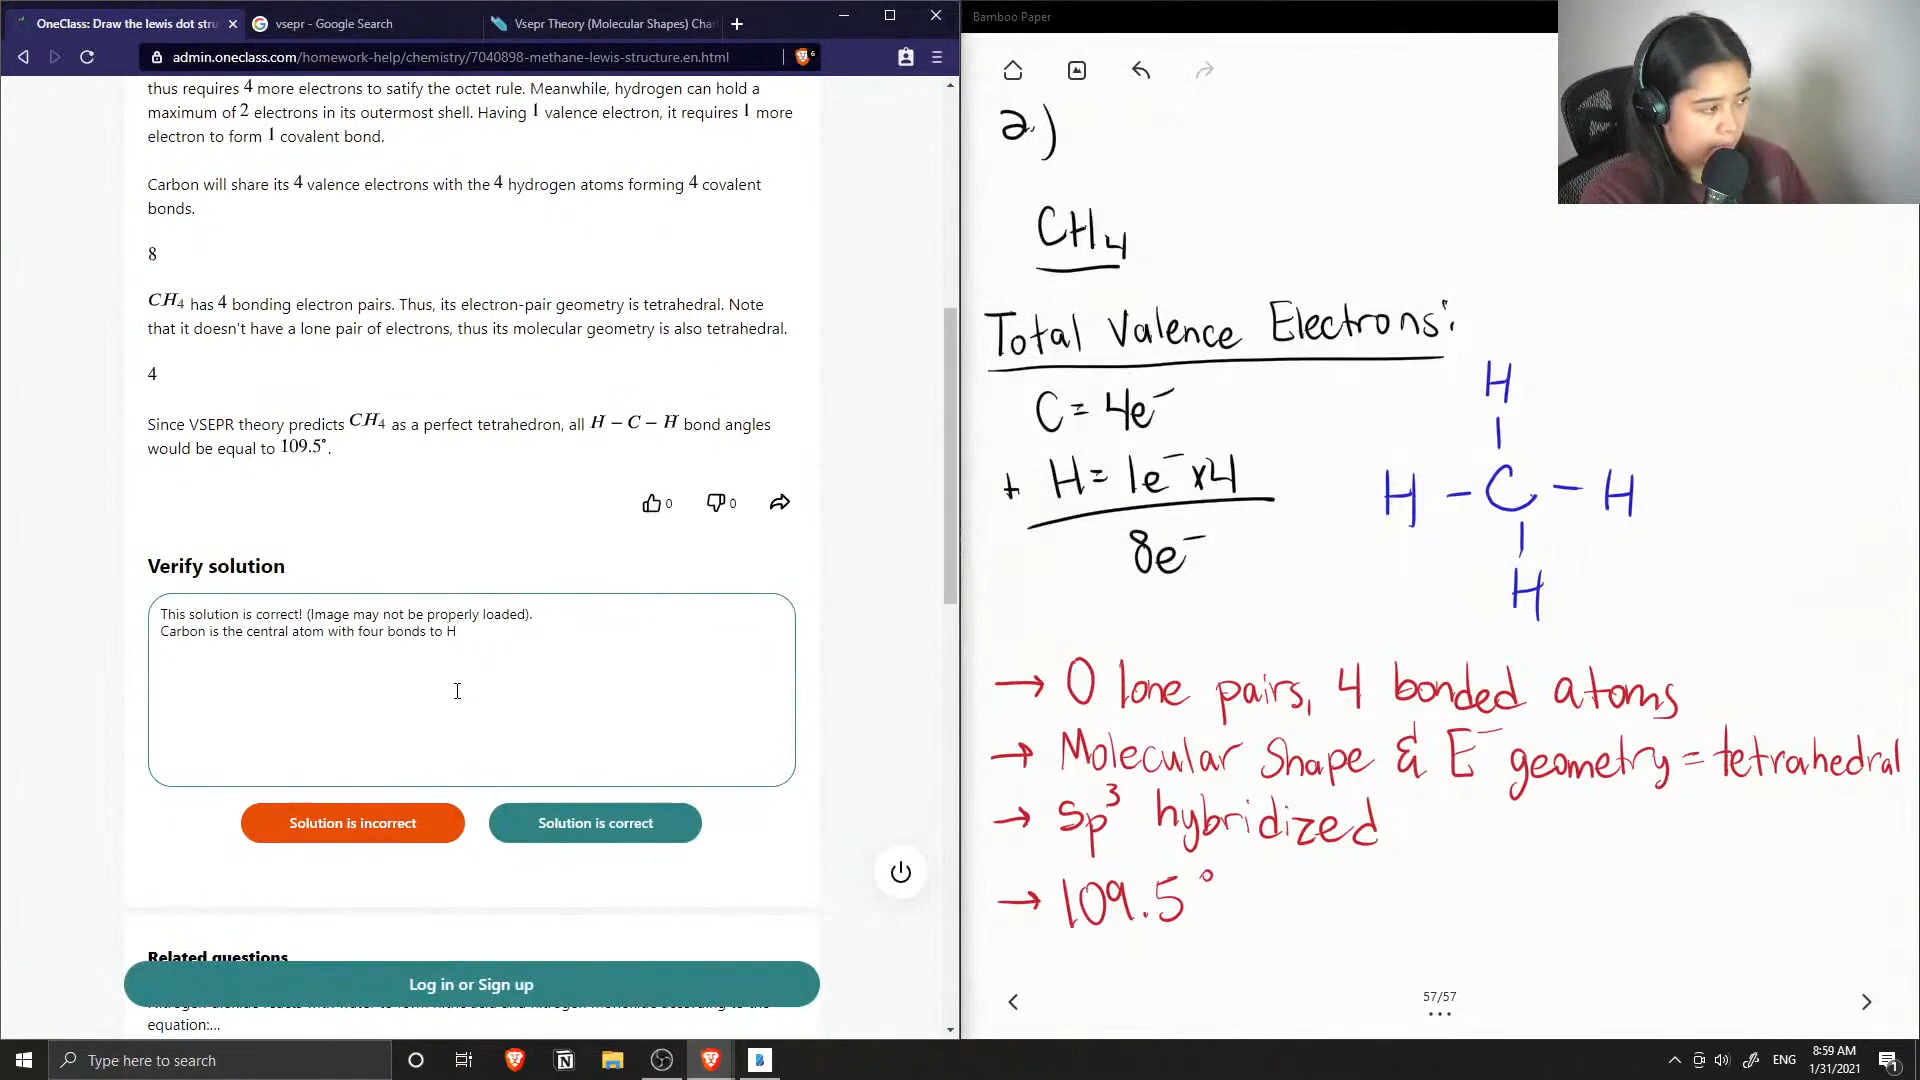 OneClass: Draw the lewis dot stru
vsepr - Google Search
Vsepr Theory (Molecular Shapes) Char
admin.oneclass.com/homework-help/chemistry/7040898-methane-lewis-structure.en.html
6
thus requires 4 more electrons to satify the octet rule. Meanwhile, hydrogen can hold a
maximum of 2 electrons in its outermost shell. Having 1 valence electron, it requires 1 more
electron to form 1 covalent bond.
Carbon will share its 4 valence electrons with the 4 hydrogen atoms forming 4 covalent
bonds.
8
CH4 has 4 bonding electron pairs. Thus, its electron-pair geometry is tetrahedral. Note
that it doesn't have a lone pair of electrons, thus its molecular geometry is also tetrahedral.
4
Since VSEPR theory predicts CH4 as a perfect tetrahedron, all H – C – H bond angles
would be equal to 109.5°.
0
0
Verify solution
This solution is correct! (Image may not be properly loaded).
Carbon is the central atom with four bonds to H
Solution is incorrect
Solution is correct
Related questions
Log in or Sign up
equation:...
Bamboo Paper
2.)
CH4
Total Valence Electrons:
C = 4e⁻
+ H = 1e⁻ x4
8e⁻
H
H – C – H
H
→ 0 lone pairs, 4 bonded atoms
→ Molecular Shape & E⁻ geometry = tetrahedral
→ Sp³ hybridized
→ 109.5°
57/57
Type here to search
ENG
8:59 AM
1/31/2021
1